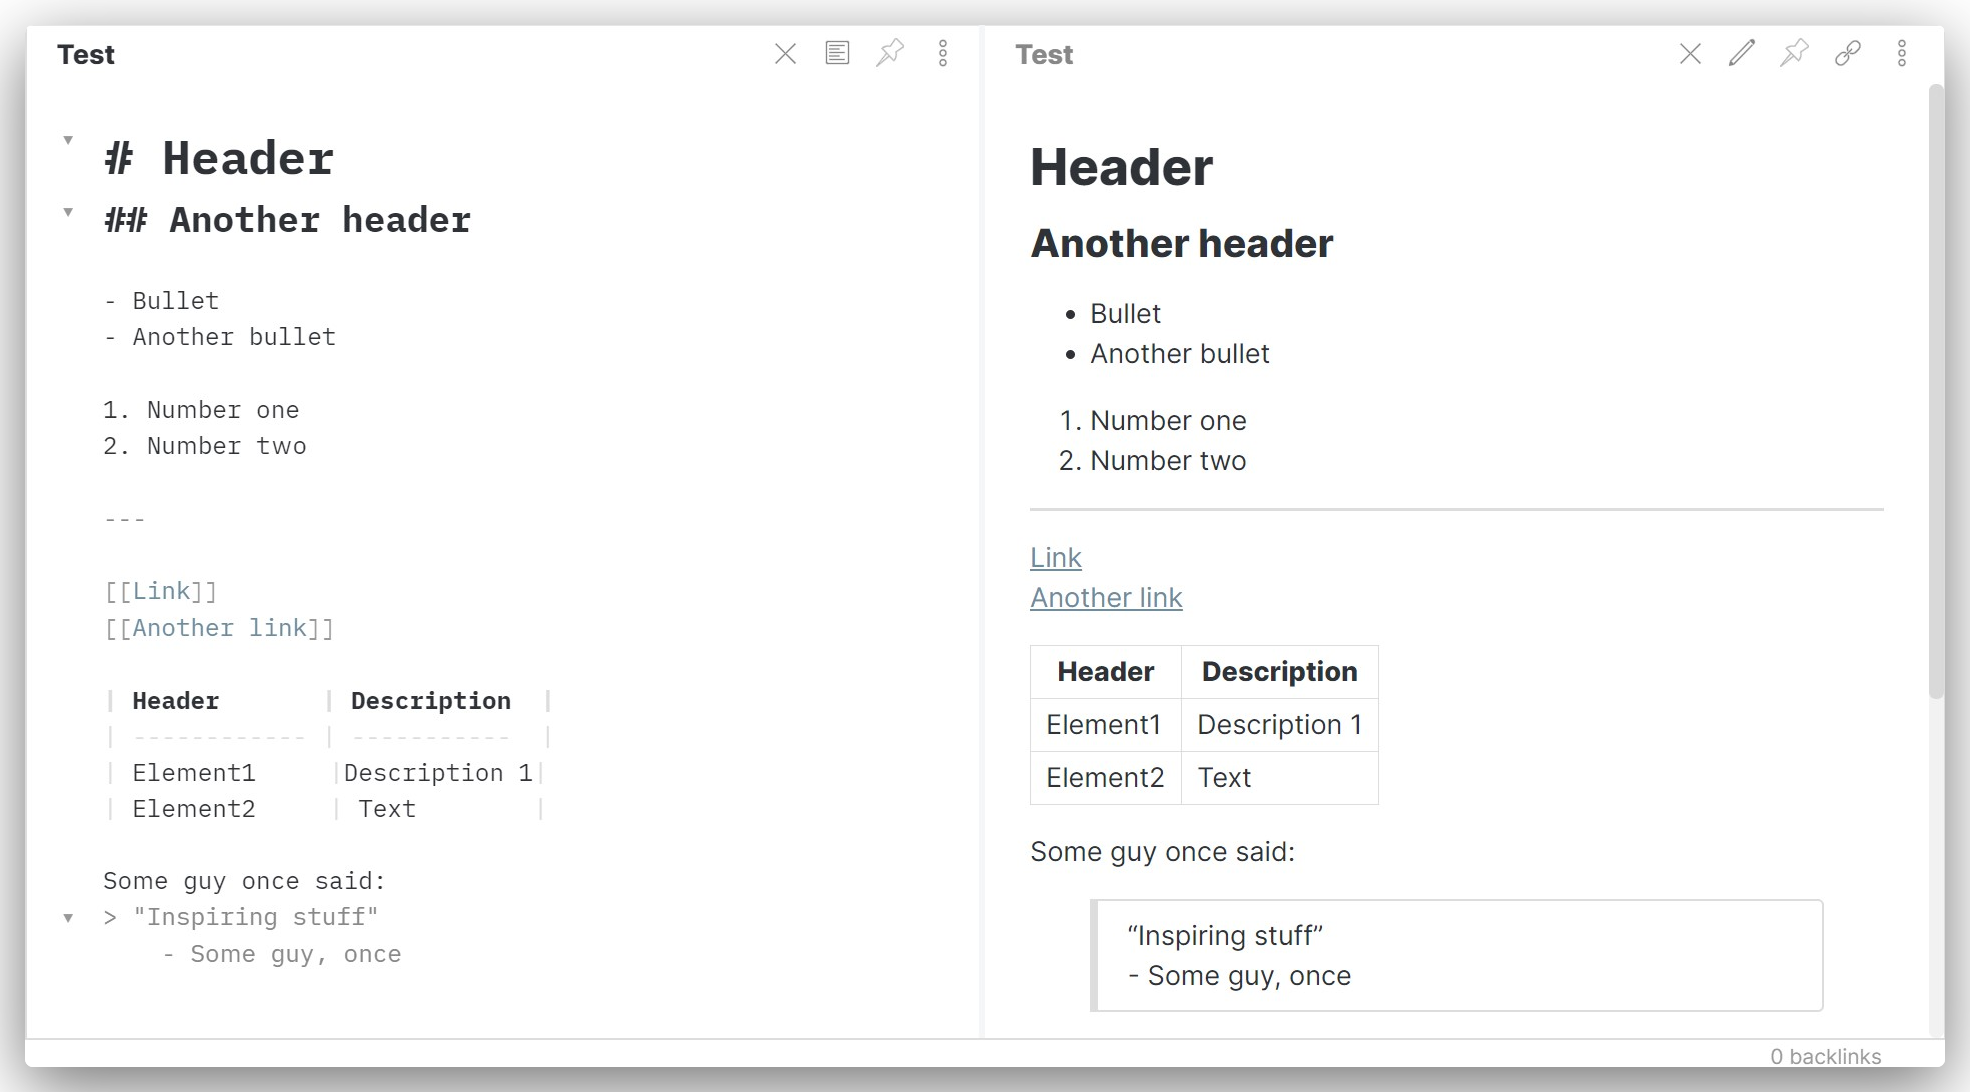 Test
# Header
## Another header
- Bullet
- Another bullet
1. Number one
2. Number two
---
[[Link]]
[[Another link]]
| Header | Description |
| ------------ | ----------- |
| Element1 |Description 1|
| Element2 | Text |
Some guy once said:
> "Inspiring stuff"
- Some guy, once
Test
Header
Another header
• Bullet
• Another bullet
1. Number one
2. Number two
Link
Another link
Header Description
Element1 Description 1
Element2 Text
Some guy once said:
“Inspiring stuff”
- Some guy, once
0 backlinks